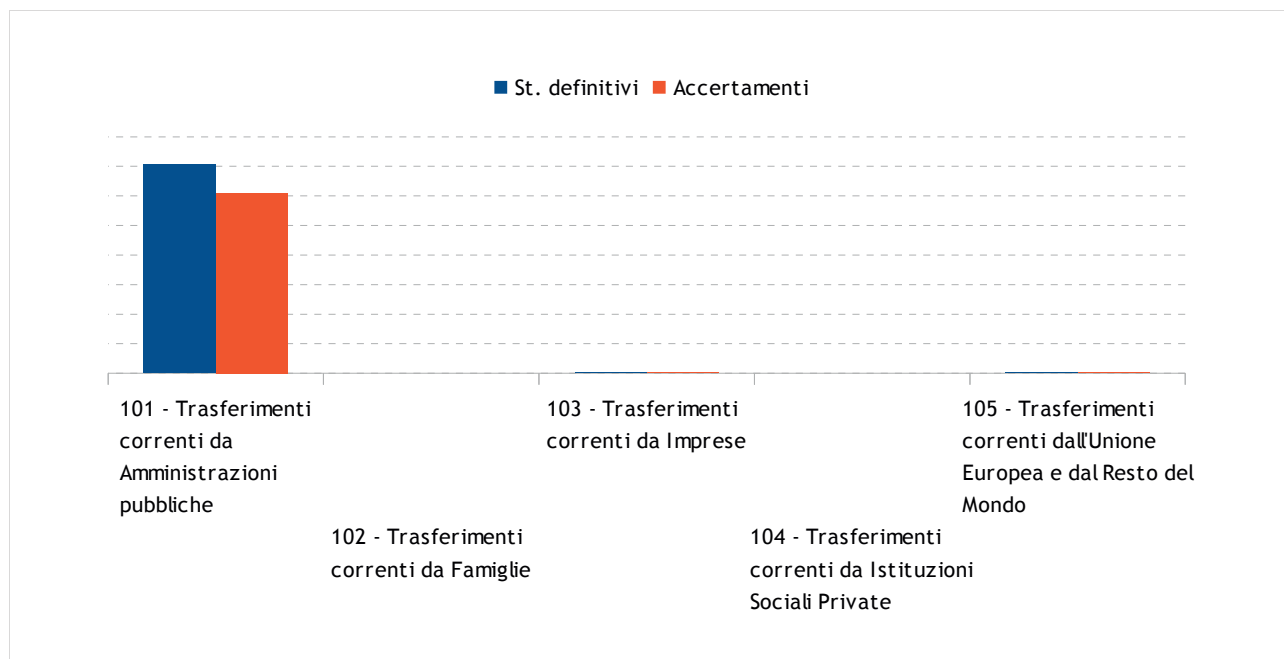 St. definitivi Accertamenti
101 - Trasferimenti
correnti da
Amministrazioni
pubbliche
102 - Trasferimenti
correnti da Famiglie
103 - Trasferimenti
correnti da Imprese
104 - Trasferimenti
correnti da Istituzioni
Sociali Private
105 - Trasferimenti
correnti dall'Unione
Europea e dal Resto del
Mondo